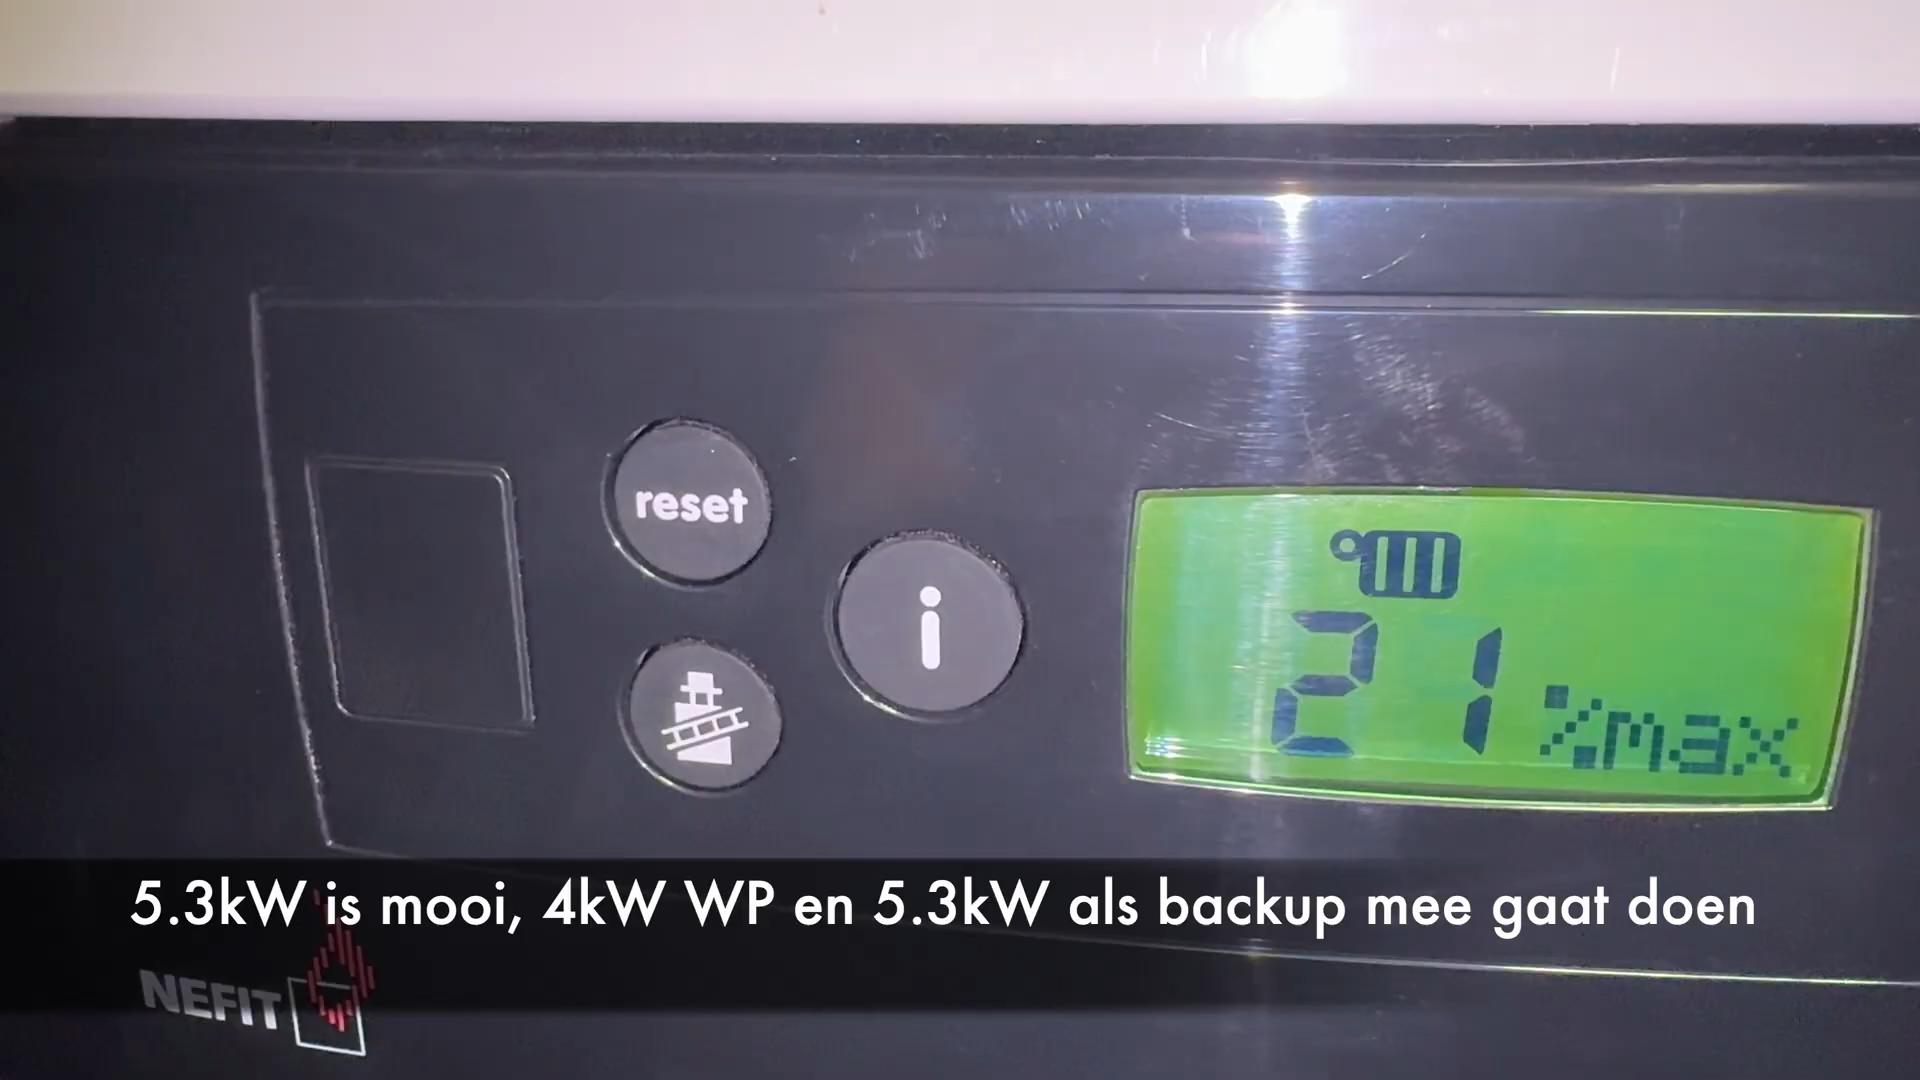 reset
i
21 %max
5.3kW is mooi, 4kW WP en 5.3kW als backup mee gaat doen
NEFIT